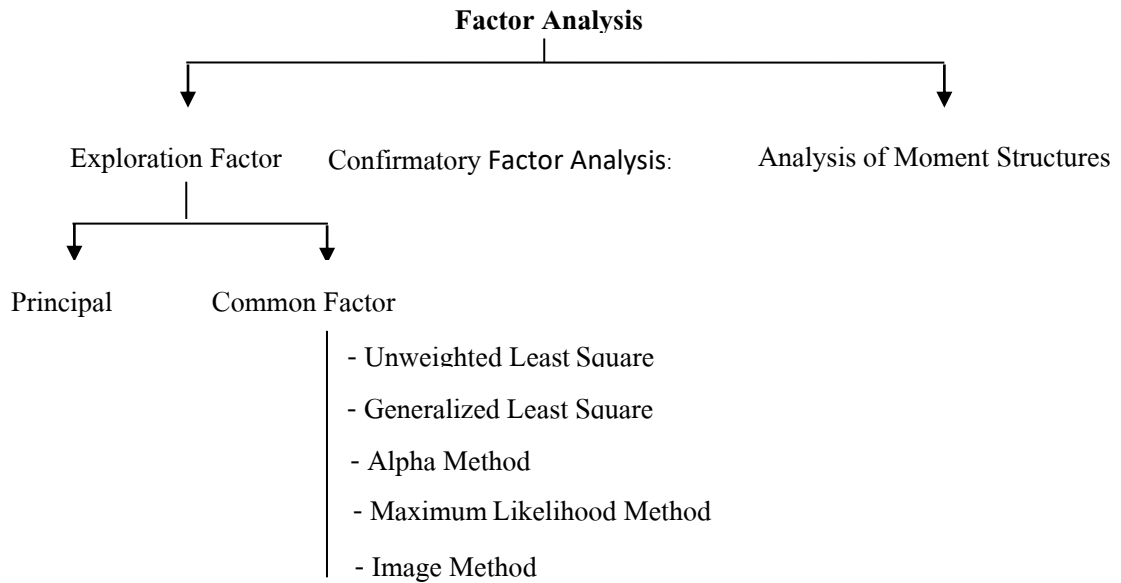 Factor Analysis
Exploration Factor Confirmatory Factor Analysis: Analysis of Moment Structures
Principal Common Factor
- Unweighted Least Square
- Generalized Least Square
- Alpha Method
- Maximum Likelihood Method
- Image Method